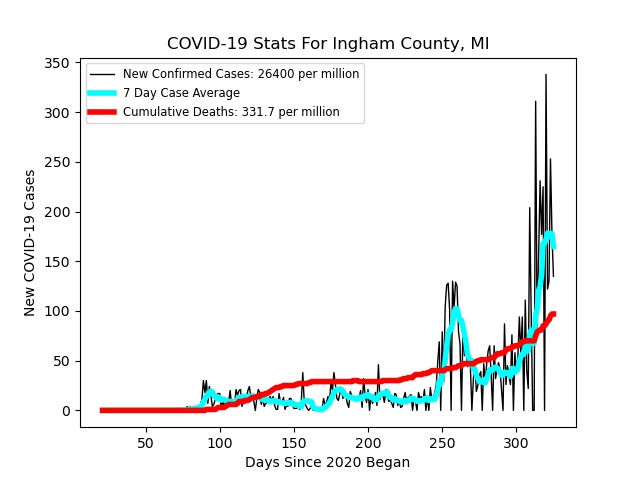 COVID-19 Stats For Ingham County, MI
New Confirmed Cases: 26400 per million
7 Day Case Average
Cumulative Deaths: 331.7 per million
New COVID-19 Cases
350
300
250
200
150
100
50
0
50 100 150 200 250 300
Days Since 2020 Began